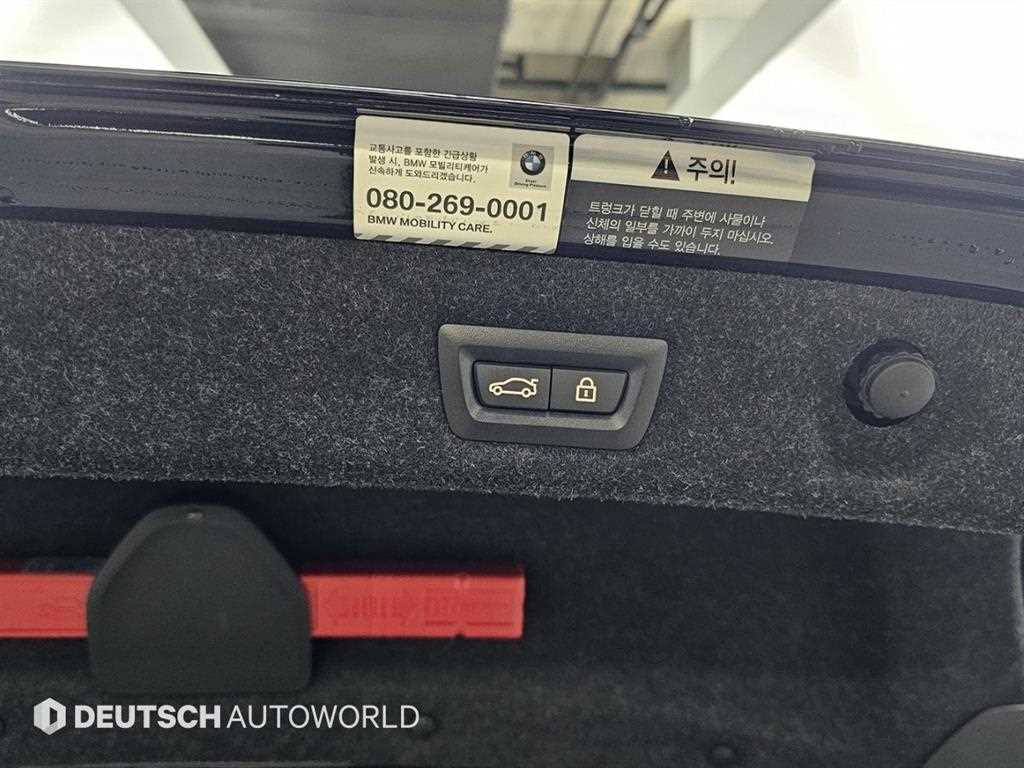 교통사고를 포함한 긴급상황
발생 시, BMW 모빌리티케어가
신속하게 도와드리겠습니다.
080-269-0001
BMW MOBILITY CARE.
주의!
트렁크가 닫힐 때 주변에 사물이나
신체의 일부를 가까이 두지 마십시오.
상해를 입을 수도 있습니다.
DEUTSCH AUTOWORLD